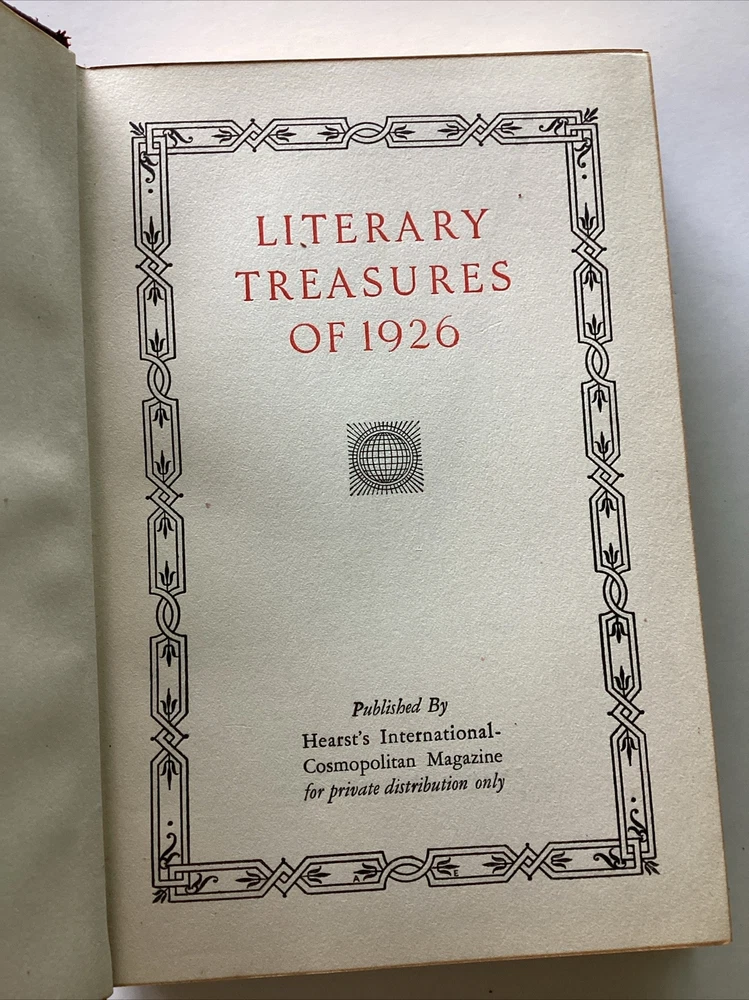 LITERARY
TREASURES
OF 1926
Published By
Hearst's International-
Cosmopolitan Magazine
for private distribution only
A E